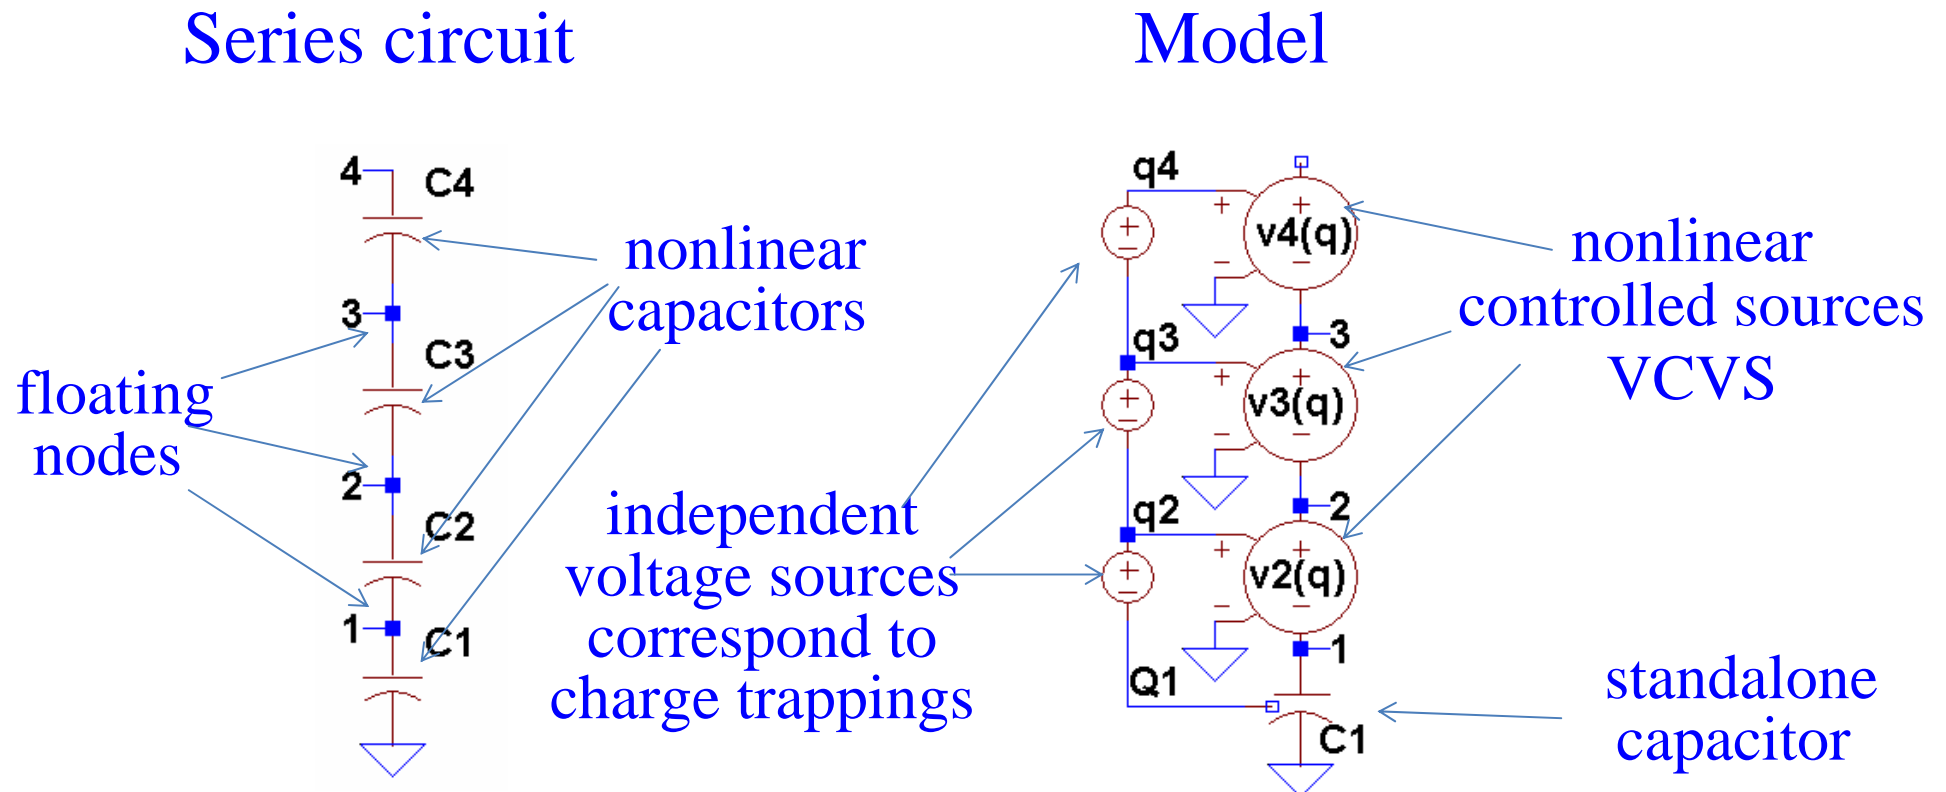 Series circuit
Model
4
C4
3
C3
2
C2
1
C1
floating
nodes
nonlinear
capacitors
independent
voltage sources
correspond to
charge trappings
q4
+
−
+
−
+
v4(q)
−
q3
3
+
−
+
−
+
v3(q)
−
q2
2
+
−
+
−
+
v2(q)
−
Q1
1
C1
nonlinear
controlled sources
VCVS
standalone
capacitor